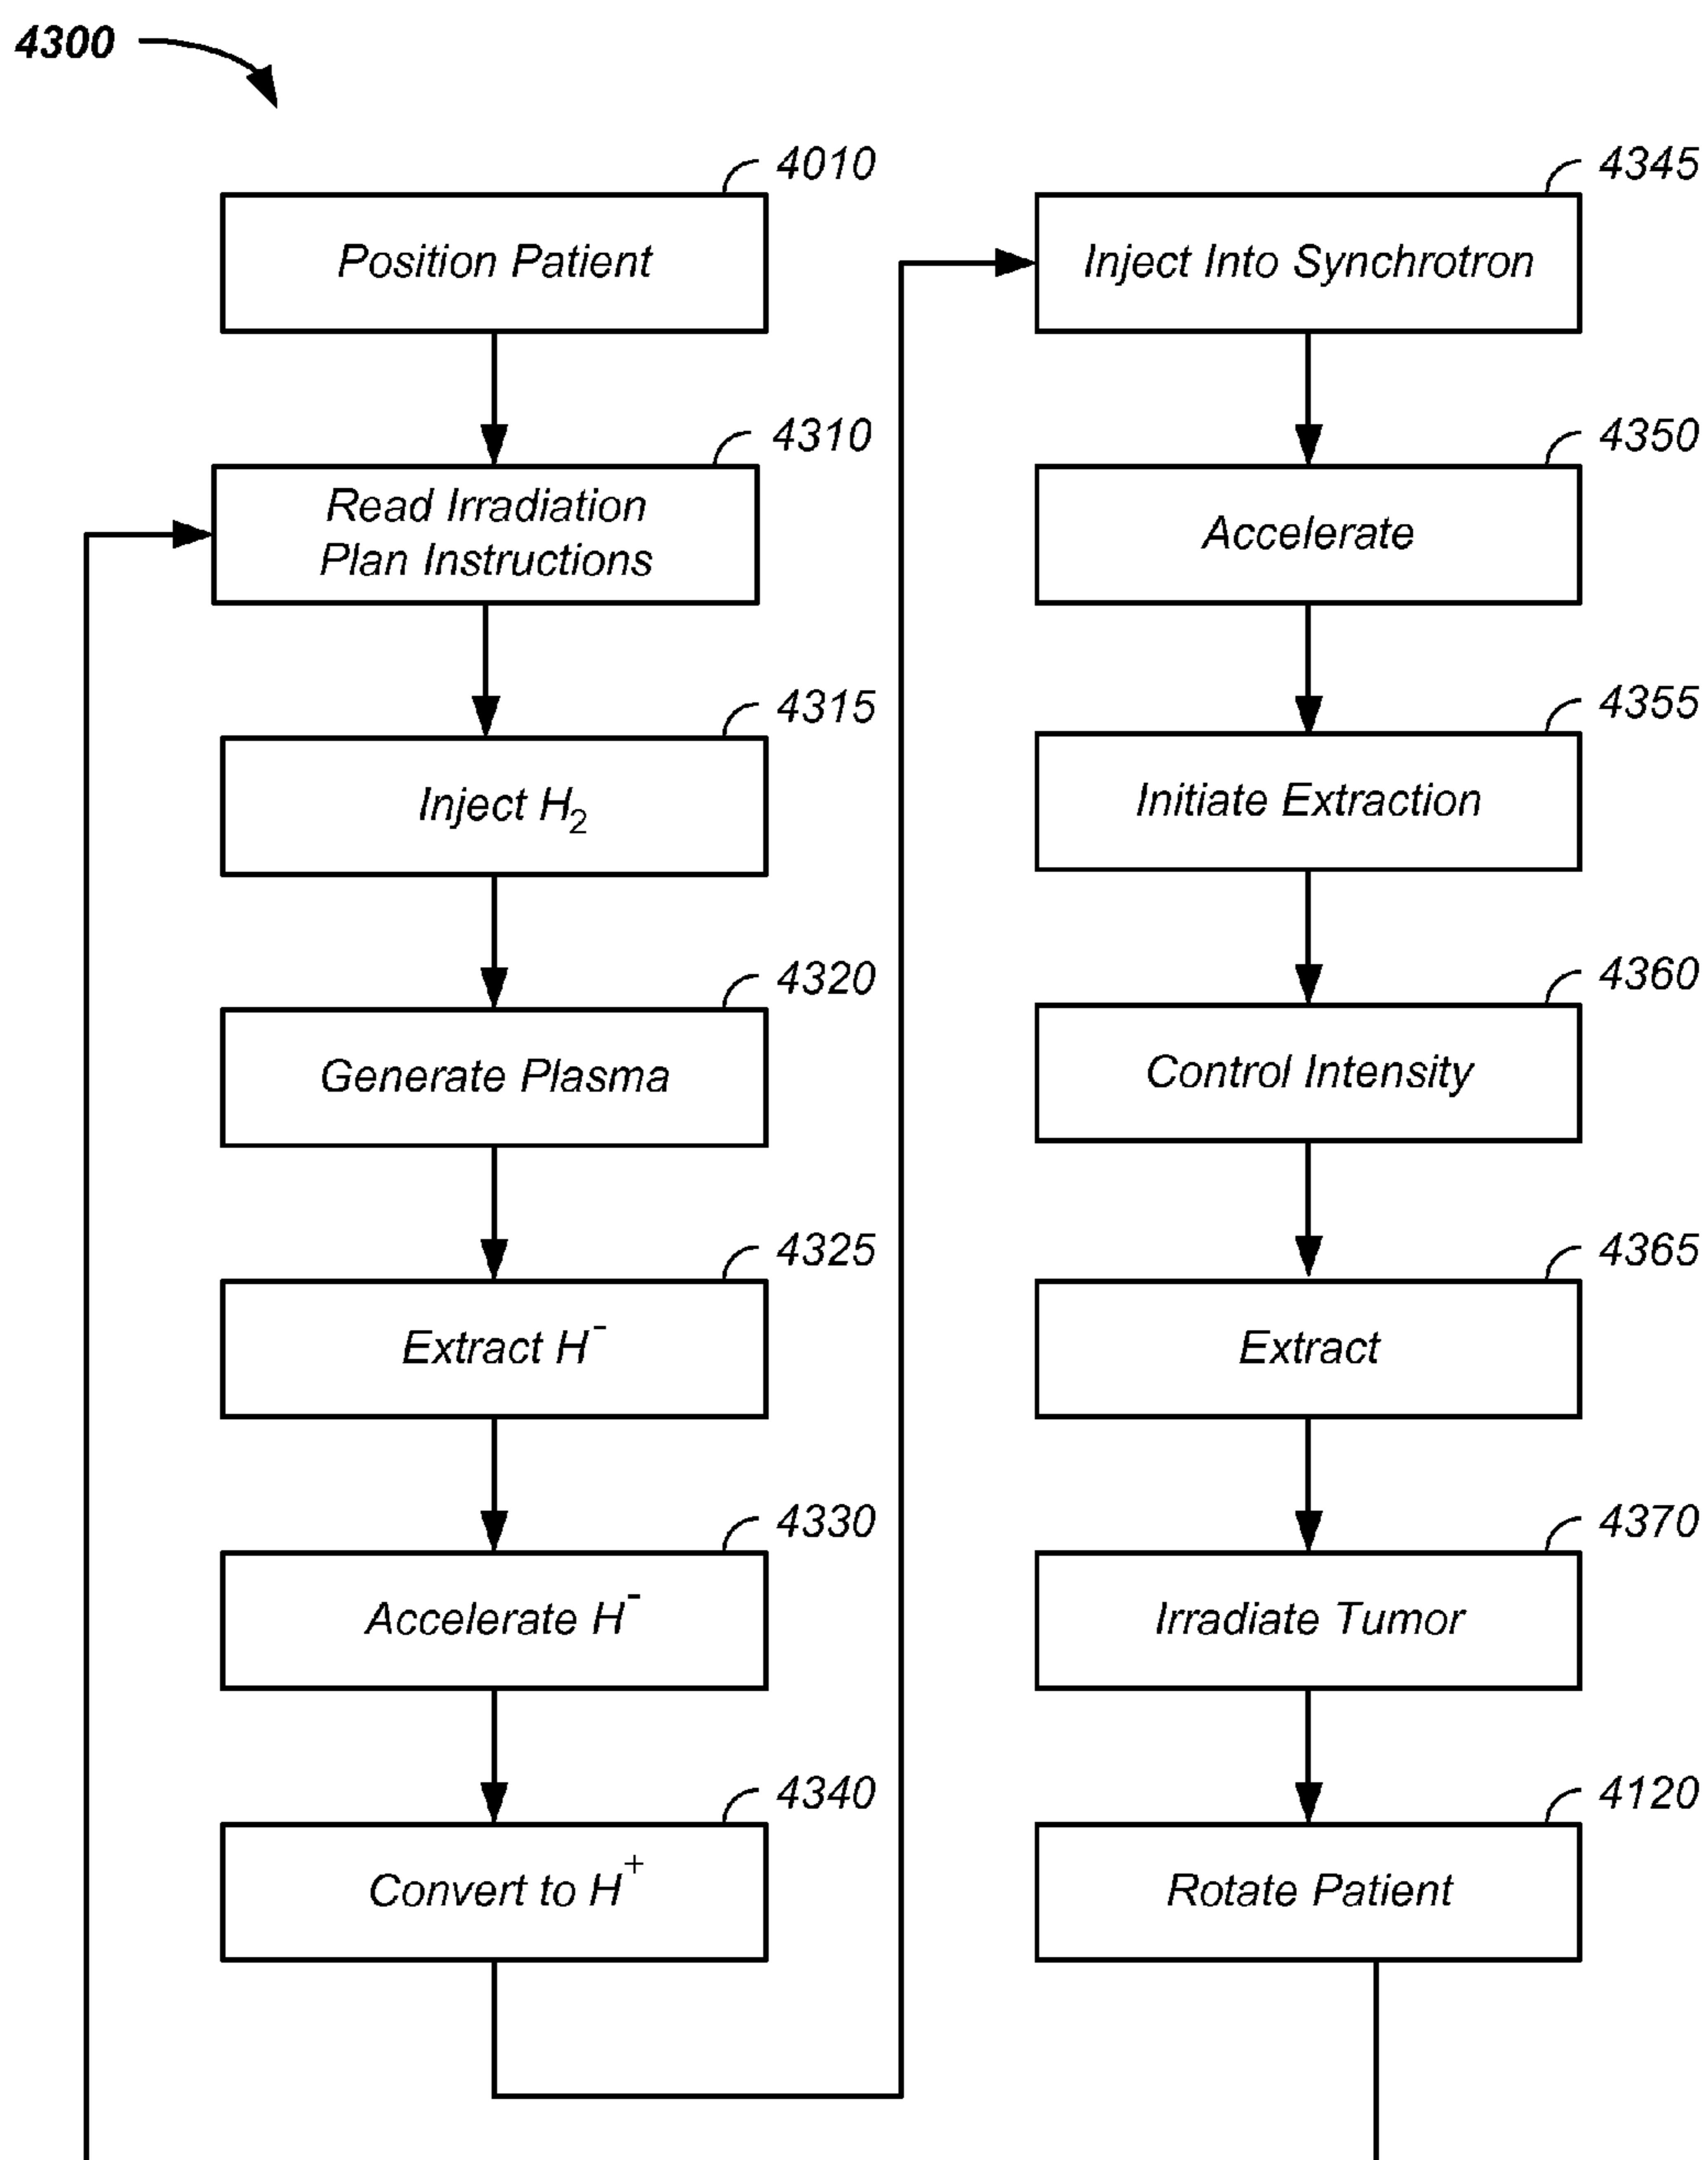 4300
4010
Position Patient
4310
Read Irradiation
Plan Instructions
4315
Inject H₂
4320
Generate Plasma
4325
Extract H⁻
4330
Accelerate H⁻
4340
Convert to H⁺
4345
Inject Into Synchrotron
4350
Accelerate
4355
Initiate Extraction
4360
Control Intensity
4365
Extract
4370
Irradiate Tumor
4120
Rotate Patient